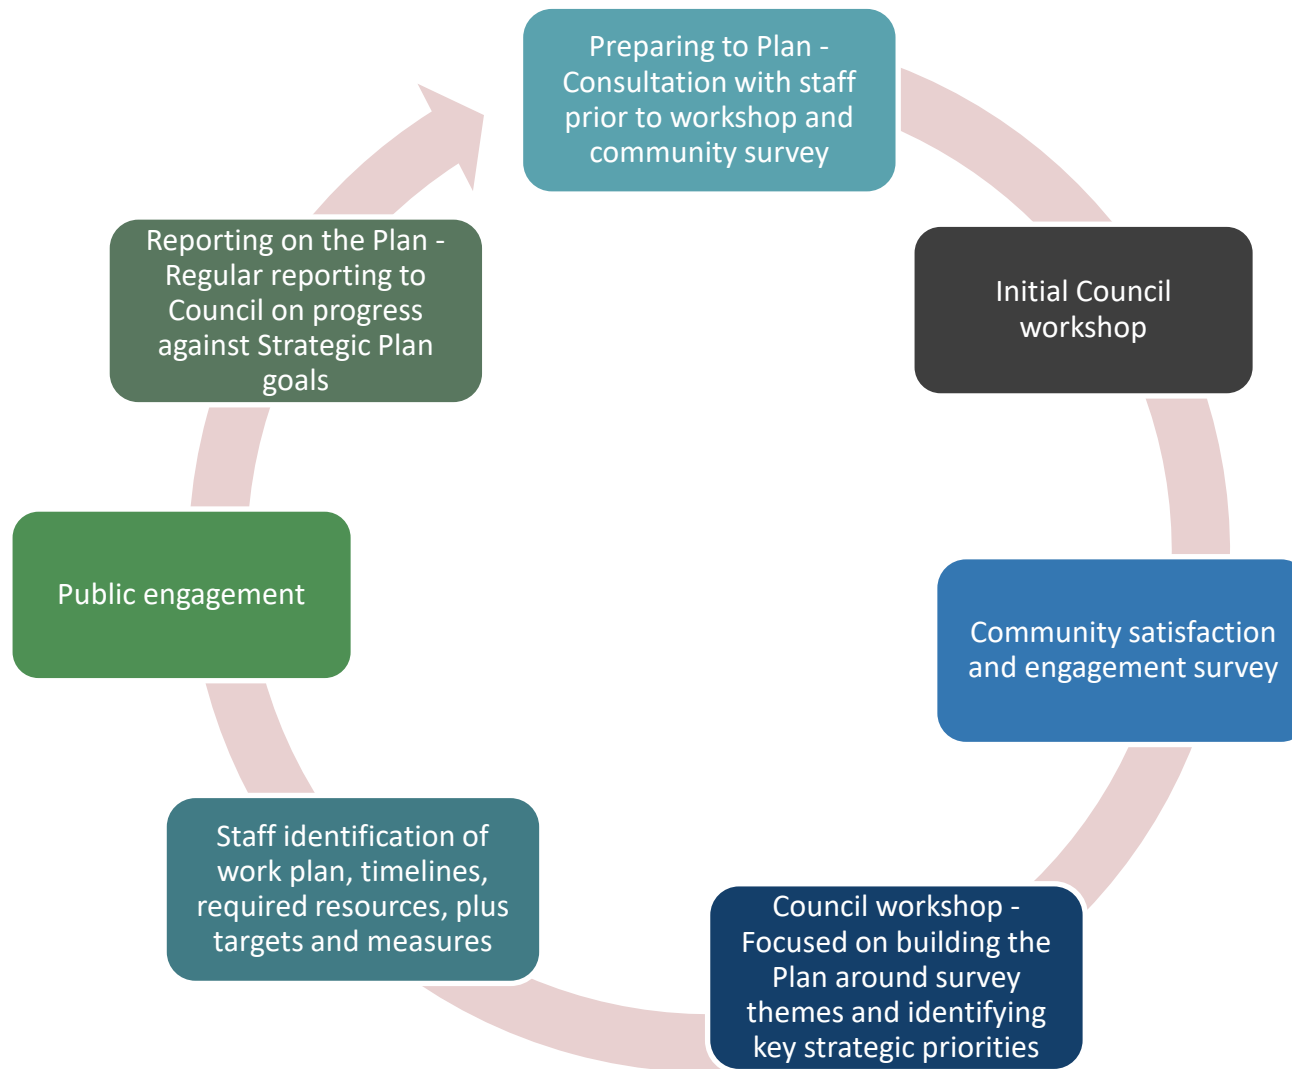 Preparing to Plan -
Consultation with staff
prior to workshop and
community survey
Initial Council
workshop
Community satisfaction
and engagement survey
Council workshop -
Focused on building the
Plan around survey
themes and identifying
key strategic priorities
Staff identification of
work plan, timelines,
required resources, plus
targets and measures
Public engagement
Reporting on the Plan -
Regular reporting to
Council on progress
against Strategic Plan
goals